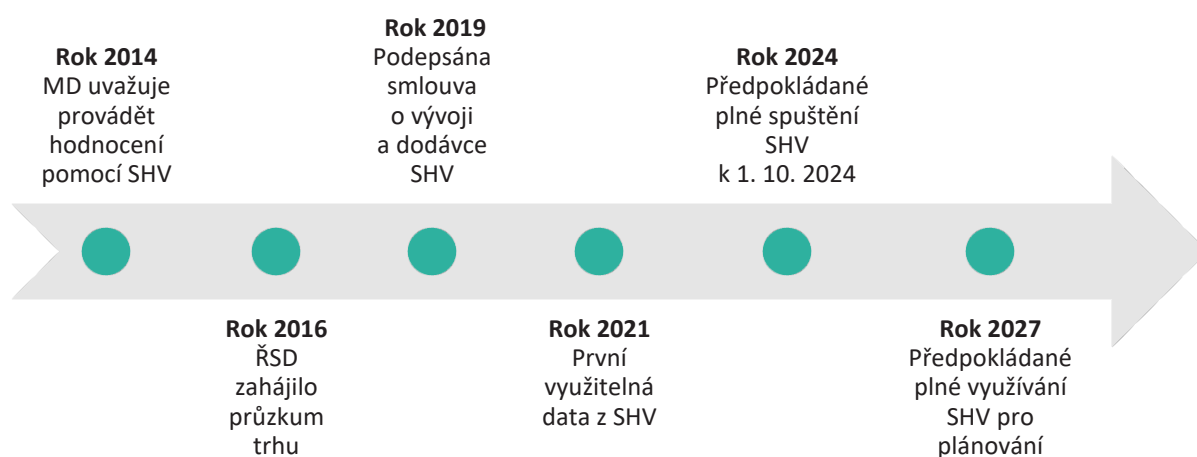 Rok 2014
MD uvažuje
provádět
hodnocení
pomocí SHV
Rok 2016
ŘSD
zahájilo
průzkum
trhu
Rok 2019
Podepsána
smlouva
o vývoji
a dodávce
SHV
Rok 2021
První
využitelná
data z SHV
Rok 2024
Předpokládané
plné spuštění
SHV
k 1. 10. 2024
Rok 2027
Předpokládané
plné využívání
SHV pro
plánování